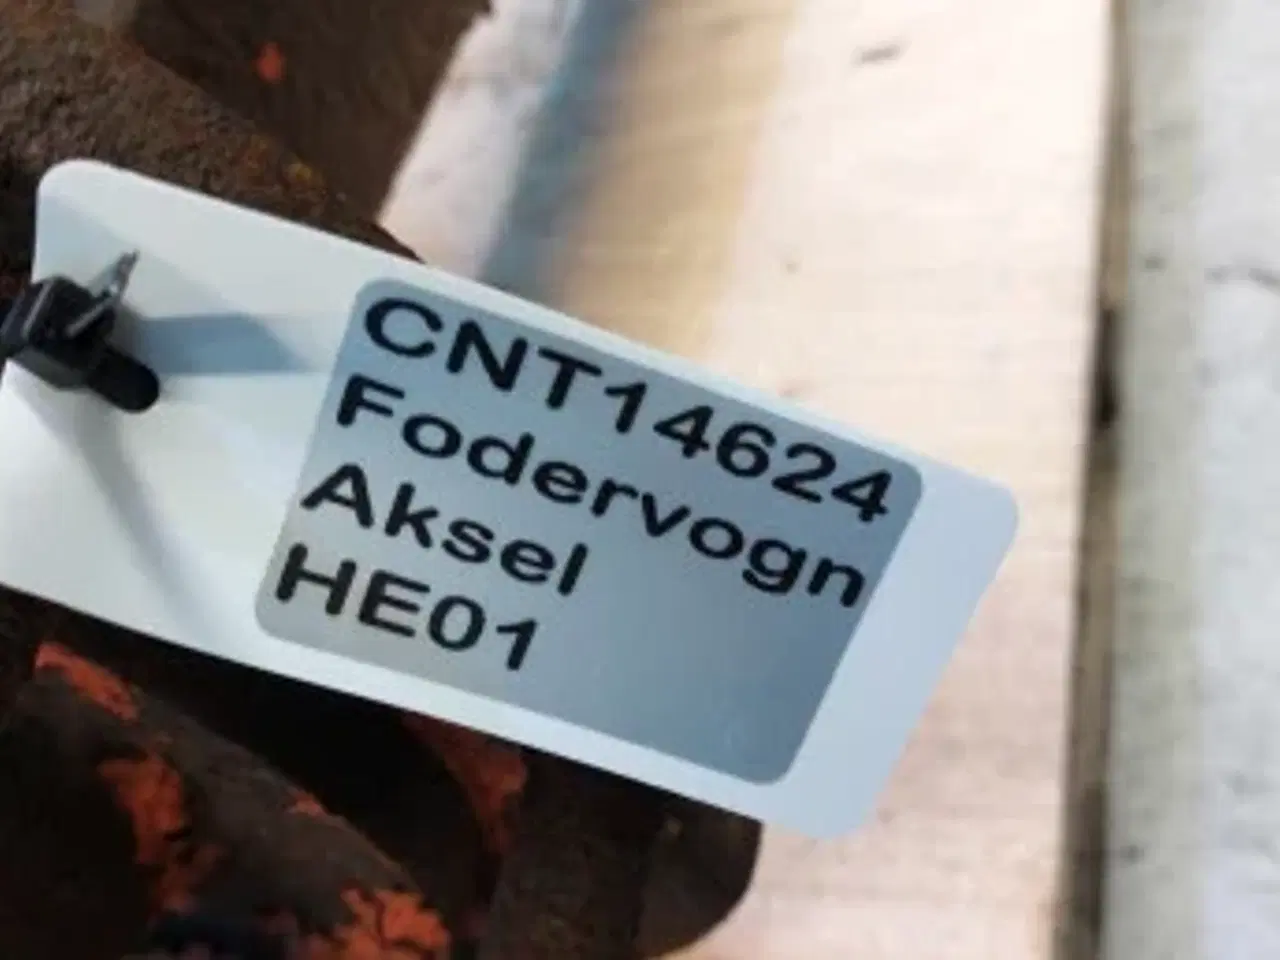 CNT14624
Fodervogn
Aksel
HE01